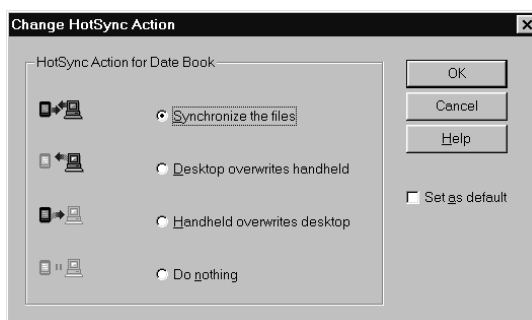 Change HotSync Action
HotSync Action for Date Book
Synchronize the files
Desktop overwrites handheld
Handheld overwrites desktop
Do nothing
OK
Cancel
Help
Set as default